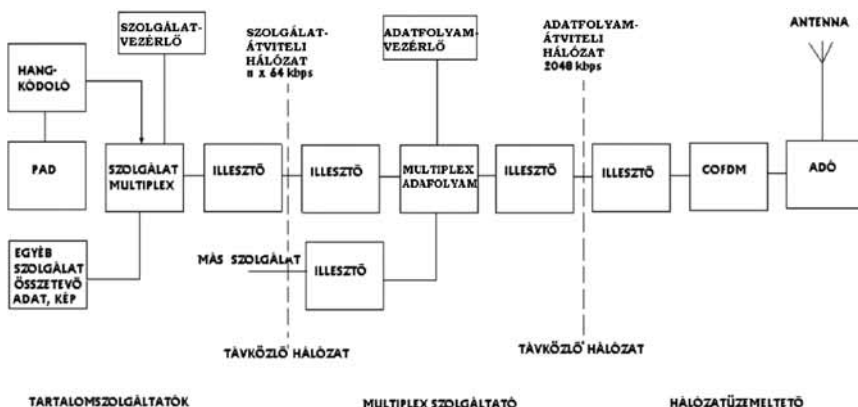 SZOLGÁLAT-
VEZÉRLŐ
SZOLGÁLAT-
ÁTVITELI
HÁLÓZAT
n x 64 kbps
ADATFOLYAM-
VEZÉRLŐ
ADATFOLYAM-
ÁTVITELI
HÁLÓZAT
2048 kbps
ANTENNA
HANG-
KÓDOLÓ
PAD
SZOLGÁLAT
MULTIPLEX
ILLESZTŐ
ILLESZTŐ
MULTIPLEX
ADAFOLYAM
ILLESZTŐ
ILLESZTŐ
COFDM
ADÓ
EGYÉB
SZOLGÁLAT
ÖSSZETEVŐ
ADAT, KÉP
MÁS SZOLGÁLAT
ILLESZTŐ
TÀVKÖZLŐ HÁLÓZAT
TÀVKÖZLŐ HÁLÓZAT
TARTALOMSZOLGÁLTATÓK
MULTIPLEX SZOLGÁLTATÓ
HÁLÓZATÜZEMELTETŐ